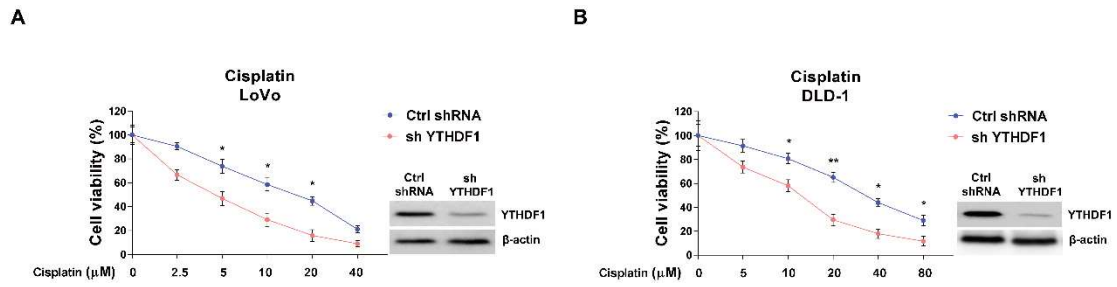 A
Cisplatin
LoVo
Ctrl shRNA
sh YTHDF1
Cell viability (%)
120
100
80
60
40
20
0
Cisplatin (μM)
0 2.5 5 10 20 40
*
*
*
Ctrl shRNA
sh YTHDF1
YTHDF1
β-actin
B
Cisplatin
DLD-1
Ctrl shRNA
sh YTHDF1
Cell viability (%)
120
100
80
60
40
20
0
Cisplatin (μM)
0 5 10 20 40 80
*
**
*
*
Ctrl shRNA
sh YTHDF1
YTHDF1
β-actin